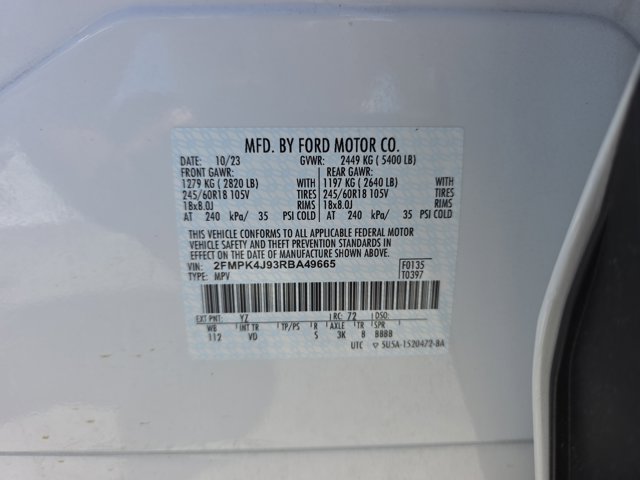 MFD. BY FORD MOTOR CO.
DATE: 10/23 GVWR: 2449 KG ( 5400 LB)
FRONT GAWR: REAR GAWR:
1279 KG ( 2820 LB) WITH 1197 KG ( 2640 LB) WITH
245/60R18 105V TIRES 245/60R18 105V TIRES
18x8.0J RIMS 18x8.0J RIMS
AT 240 kPa/ 35 PSI COLD AT 240 kPa/ 35 PSI COLD
THIS VEHICLE CONFORMS TO ALL APPLICABLE FEDERAL MOTOR
VEHICLE SAFETY AND THEFT PREVENTION STANDARDS IN
EFFECT ON THE DATE OF MANUFACTURE SHOWN ABOVE.
VIN: 2FMPK4J93RBA49665 F0135
TYPE: MPV T0397
EXT PNT: YZ RC: 72 DSO:
WB INT TR TP/PS R AXLE TR SPR
112 VD 5 3K 8 BBBB
UTC ▽ 5U5A-1520472-BA